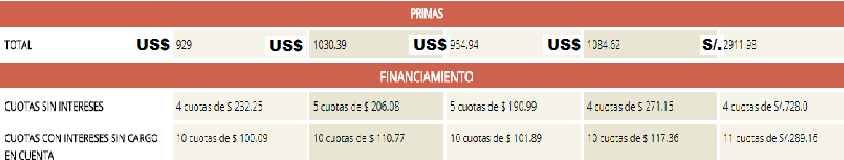 PRIMAS
TOTAL US$ 929 US$ 1030.39 US$ 954.94 US$ 1084.62 S/. 2911.98
FINANCIAMIENTO
CUOTAS SIN INTERESES 4 cuotas de $ 232.25 5 cuotas de $ 206.08 5 cuotas de $ 190.99 4 cuotas de $ 271.15 4 cuotas de S/.728.0
CUOTAS CON INTERESES SIN CARGO 10 cuotas de $ 100.09 10 cuotas de $ 110.77 10 cuotas de $ 101.89 10 cuotas de $ 117.36 11 cuotas de S/.289.16
EN CUENTA